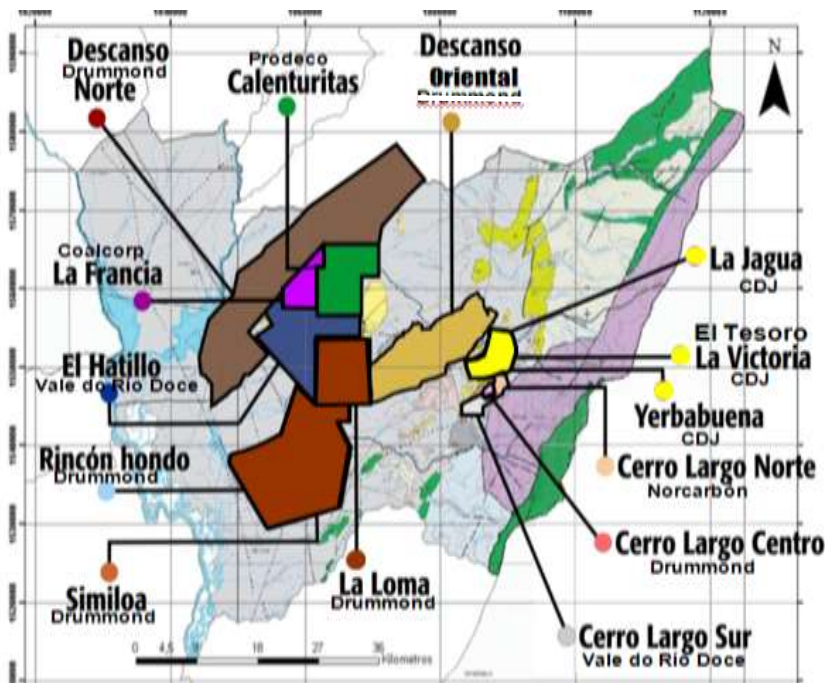 Descanso
Drummond
Norte
Prodeco
Calenturitas
Descanso
Oriental
Drummond
N
Coalcorp
La Francia
La Jagua
CDJ
El Hatillo
Vale do Rio Doce
El Tesoro
La Victoria
CDJ
Yerbabuena
CDJ
Rincón hondo
Drummond
Cerro Largo Norte
Norcarbón
Cerro Largo Centro
Drummond
Similoa
Drummond
La Loma
Drummond
Cerro Largo Sur
Vale do Rio Doce
0 4,5 9 18 27 36
Kilometros